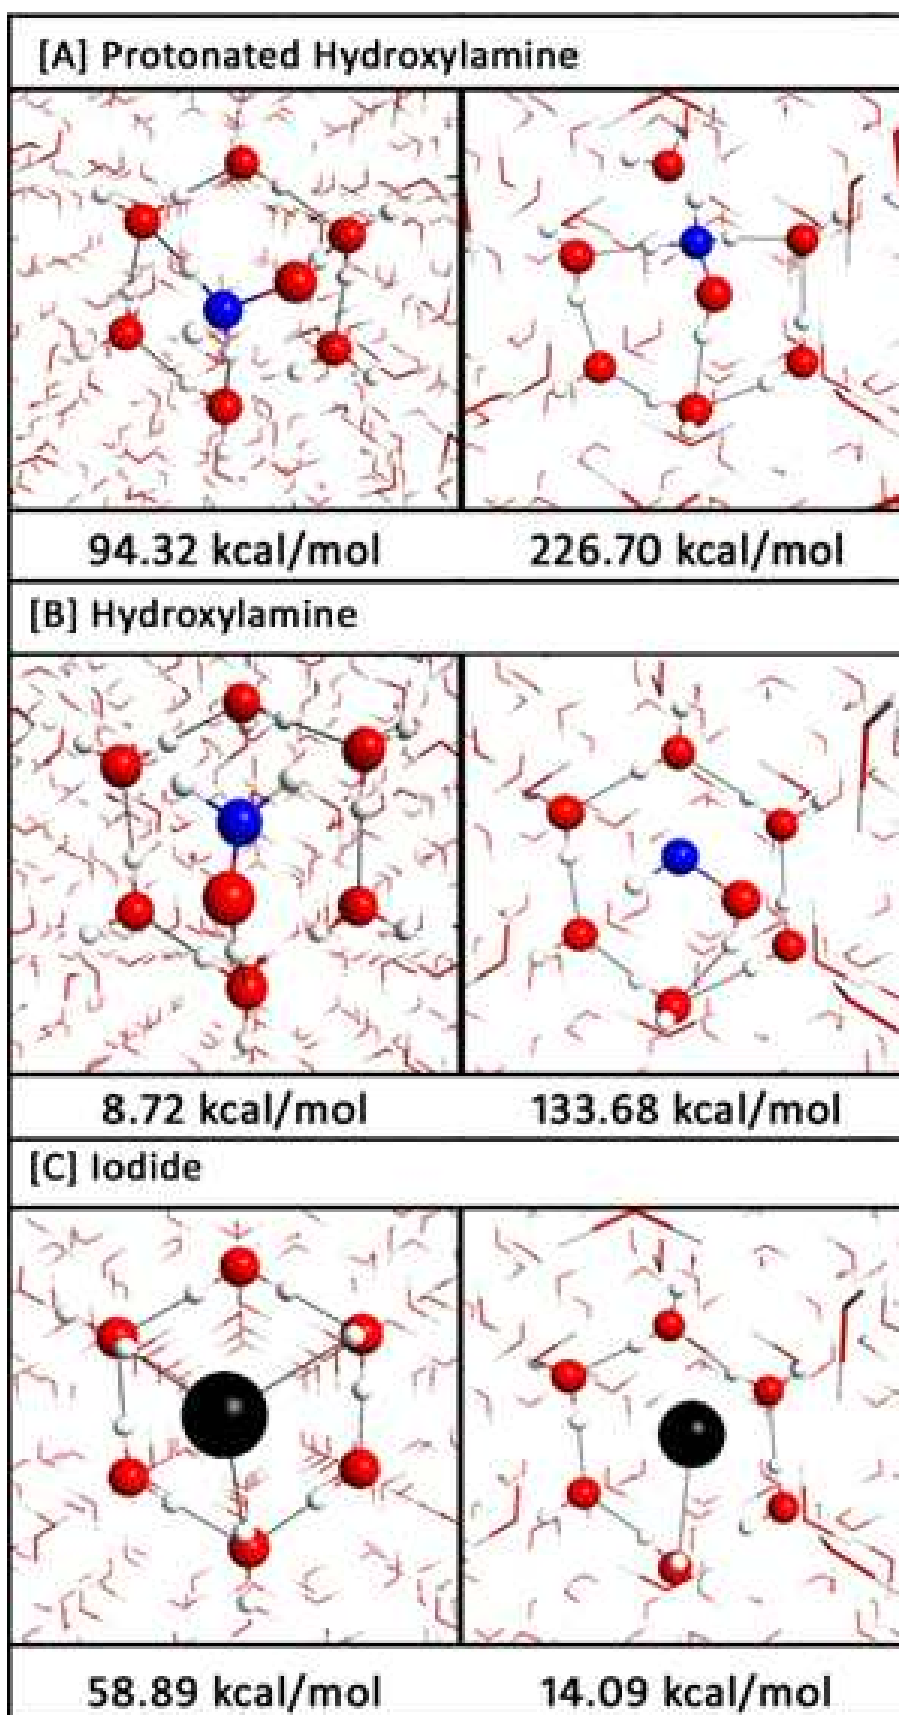 [A] Protonated Hydroxylamine
94.32 kcal/mol 226.70 kcal/mol
[B] Hydroxylamine
8.72 kcal/mol 133.68 kcal/mol
[C] Iodide
58.89 kcal/mol 14.09 kcal/mol